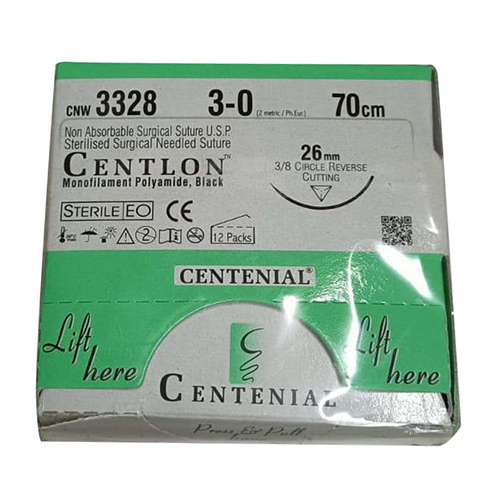 CNW 3328 3-0 (2 metric / Ph.Eur.) 70cm
Non Absorbable Surgical Suture U.S.P.
Sterilised Surgical Needled Suture
CENTLON™
Monofilament Polyamide, Black
26mm
3/8 CIRCLE REVERSE
CUTTING
STERILE EO CE
12 Packs
CENTENIAL®
Lift
here
CENTENIAL
Lift
here
Press & Pull